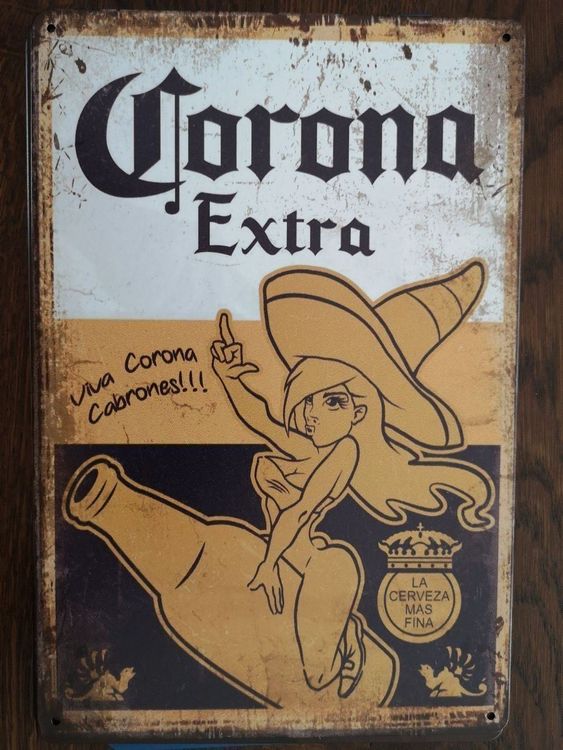 Corona
Extra
Viva Corona
Cabrones!!!
LA
CERVEZA
MAS
FINA